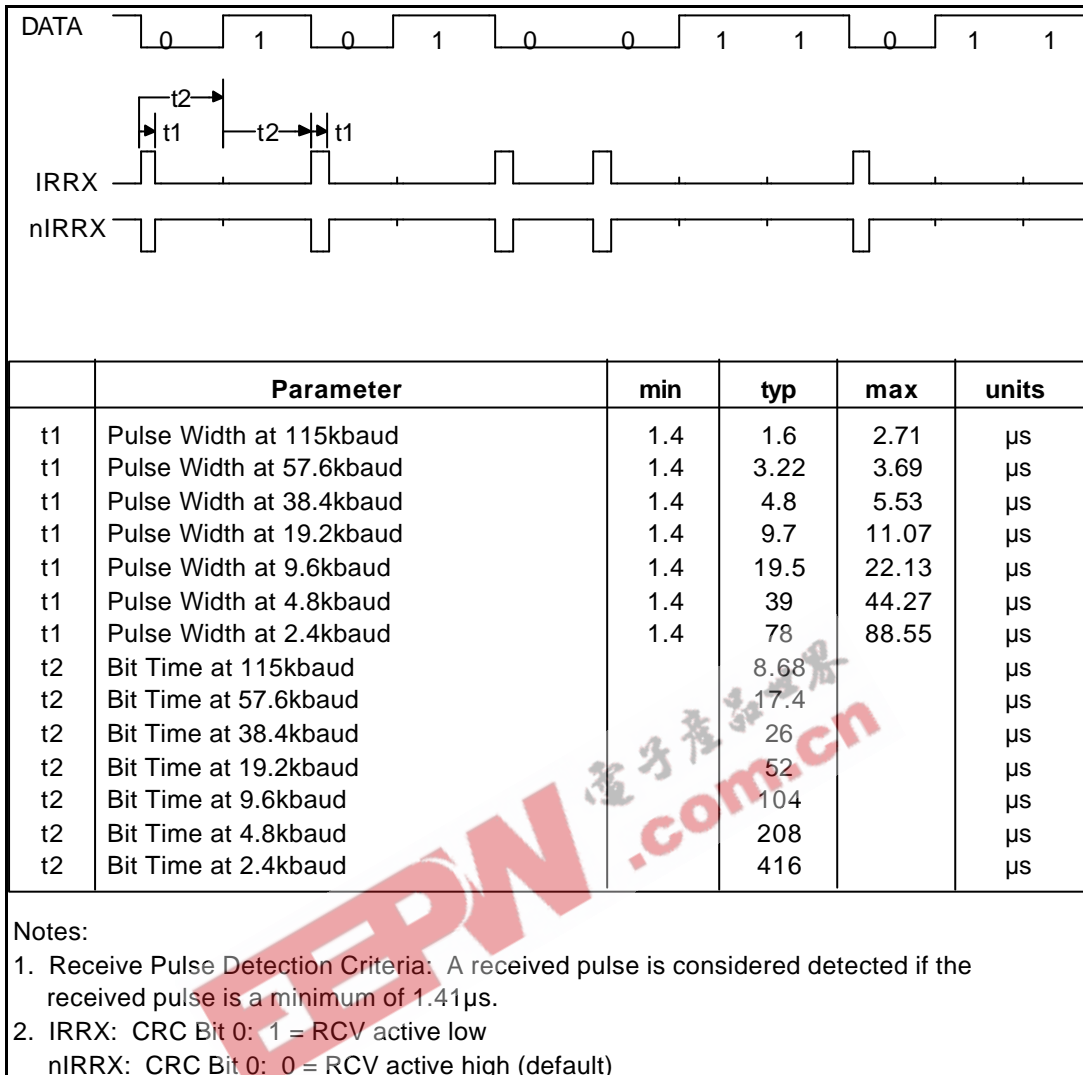 DATA 0 1 0 1 0 0 1 1 0 1 1
t2
t1 t2 t1
IRRX
nIRRX
Parameter min typ max units
t1 Pulse Width at 115kbaud 1.4 1.6 2.71 µs
t1 Pulse Width at 57.6kbaud 1.4 3.22 3.69 µs
t1 Pulse Width at 38.4kbaud 1.4 4.8 5.53 µs
t1 Pulse Width at 19.2kbaud 1.4 9.7 11.07 µs
t1 Pulse Width at 9.6kbaud 1.4 19.5 22.13 µs
t1 Pulse Width at 4.8kbaud 1.4 39 44.27 µs
t1 Pulse Width at 2.4kbaud 1.4 78 88.55 µs
t2 Bit Time at 115kbaud 8.68 µs
t2 Bit Time at 57.6kbaud 17.4 µs
t2 Bit Time at 38.4kbaud 26 µs
t2 Bit Time at 19.2kbaud 52 µs
t2 Bit Time at 9.6kbaud 104 µs
t2 Bit Time at 4.8kbaud 208 µs
t2 Bit Time at 2.4kbaud 416 µs
電子產品世界
EEPW.com.cn
Notes:
1. Receive Pulse Detection Criteria: A received pulse is considered detected if the
received pulse is a minimum of 1.41µs.
2. IRRX: CRC Bit 0: 1 = RCV active low
nIRRX: CRC Bit 0: 0 = RCV active high (default)